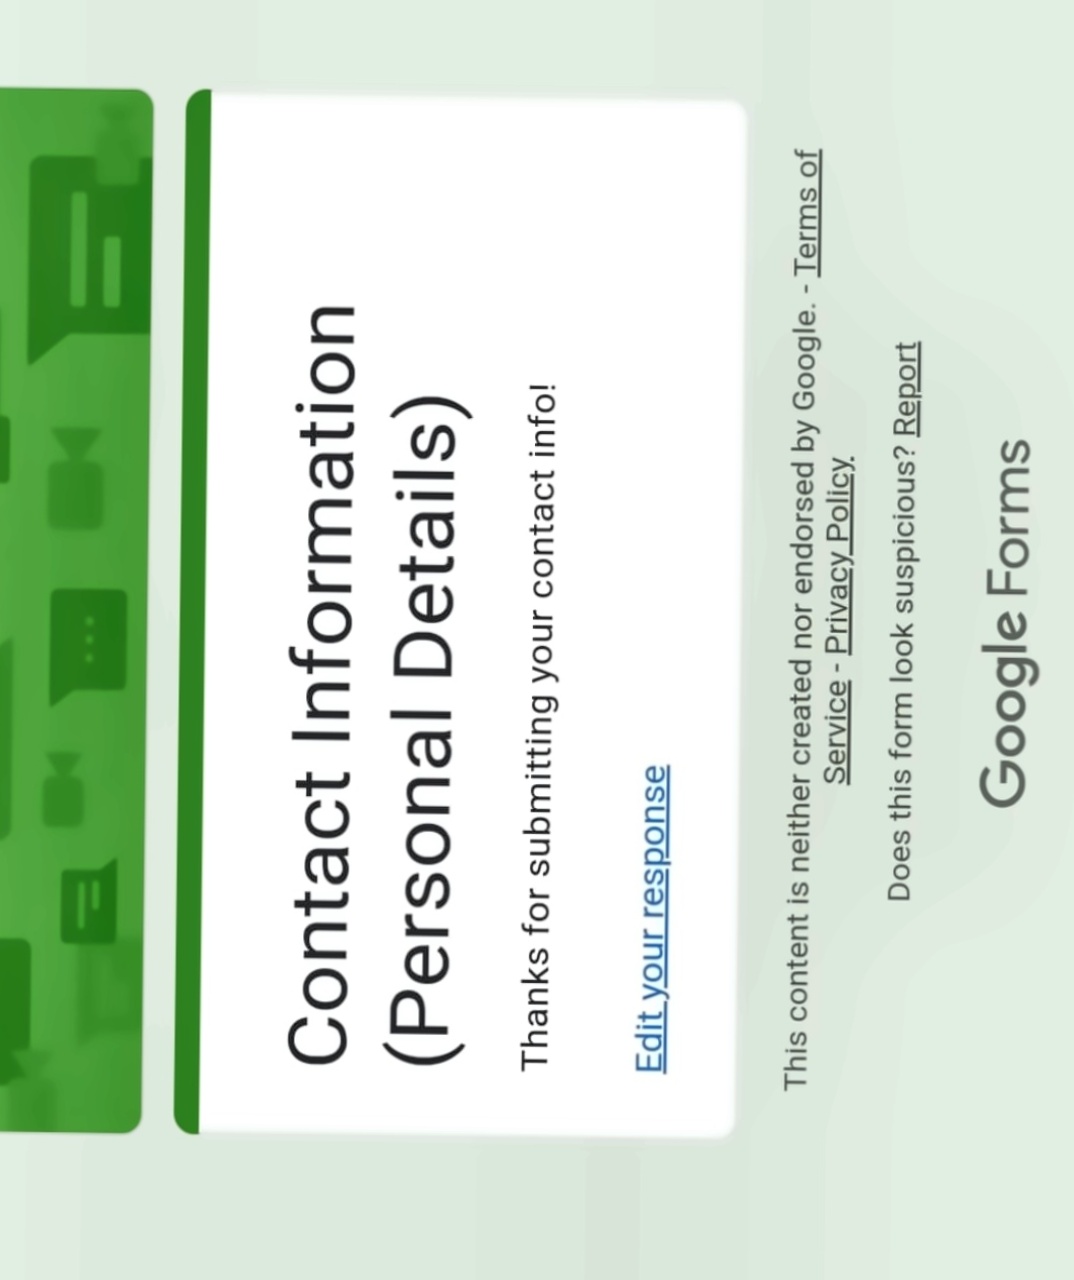 Contact Information
(Personal Details)
Thanks for submitting your contact info!
Edit your response
This content is neither created nor endorsed by Google. - Terms of
Service - Privacy Policy.
Does this form look suspicious? Report
Google Forms